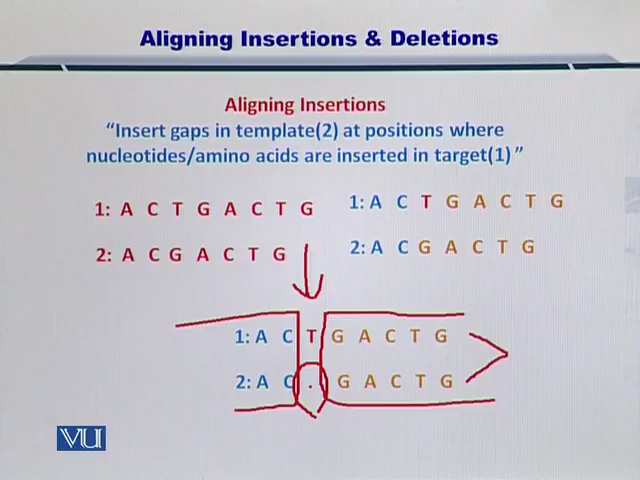 Aligning Insertions & Deletions
Aligning Insertions
“Insert gaps in template(2) at positions where
nucleotides/amino acids are inserted in target(1)”
1: A C T G A C T G
2: A C G A C T G
1: A C T G A C T G
2: A C G A C T G
1: A C T G A C T G
2: A C . G A C T G
VU